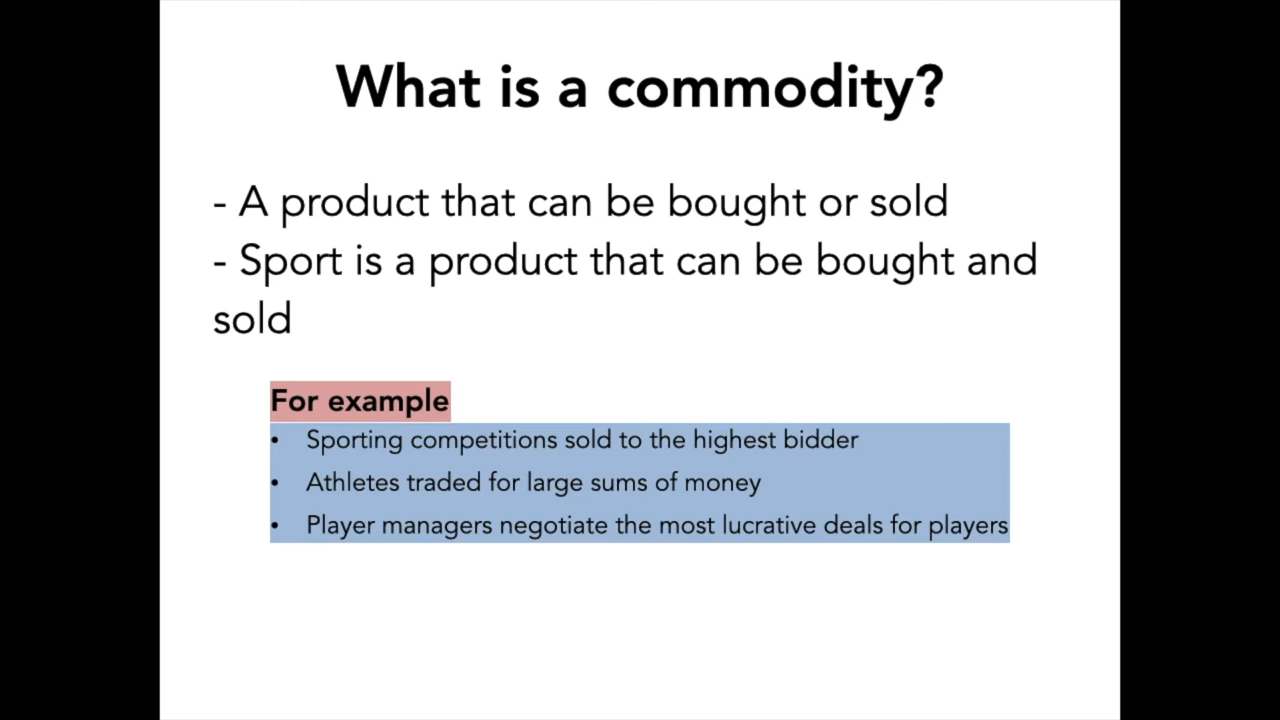 What is a commodity?
- A product that can be bought or sold
- Sport is a product that can be bought and
sold
For example
• Sporting competitions sold to the highest bidder
• Athletes traded for large sums of money
• Player managers negotiate the most lucrative deals for players